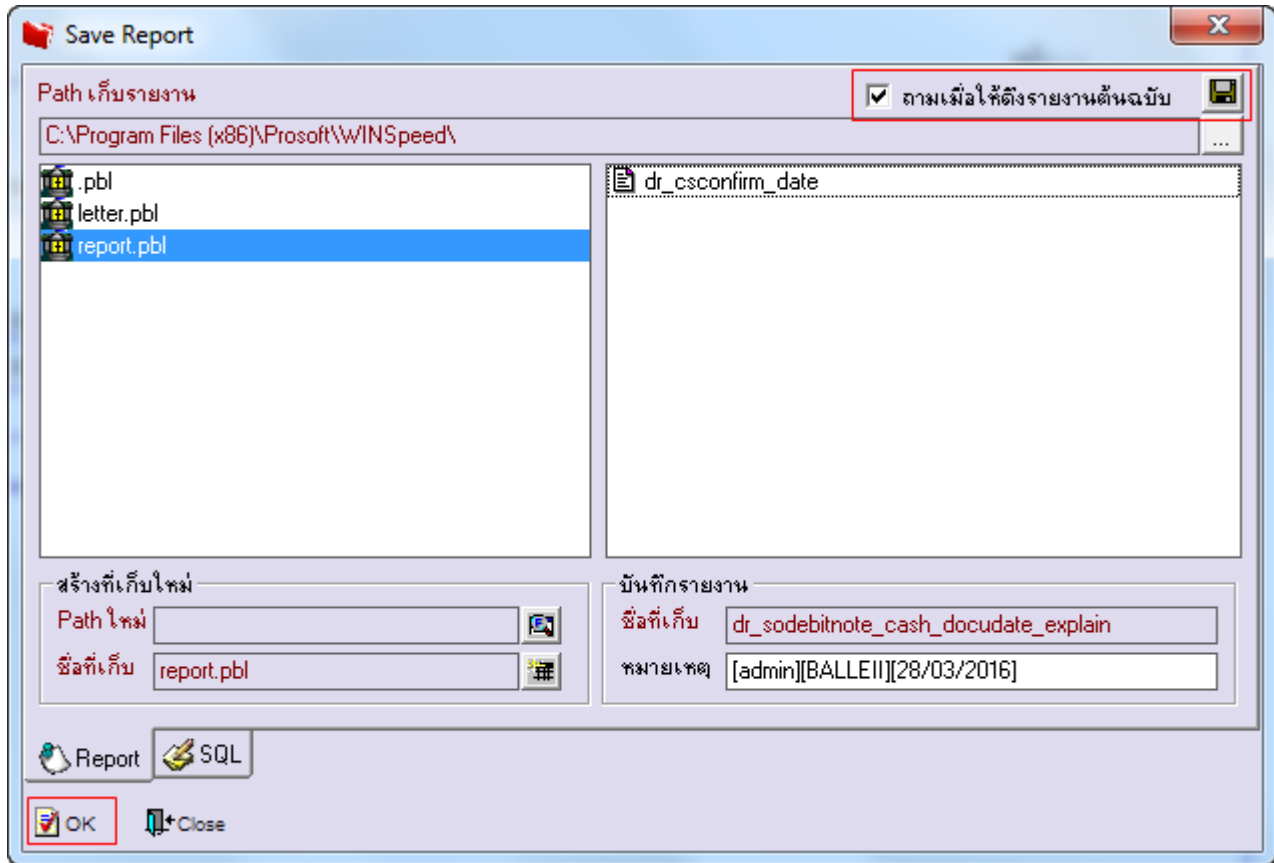 Save Report
Path เก็บรายงาน
ถามเมื่อให้ดึงรายงานต้นฉบับ
C:\Program Files (x86)\Prosoft\WINSpeed\
...
.pbl
letter.pbl
report.pbl
dr_csconfirm_date
สร้างที่เก็บใหม่
Path ใหม่
ชื่อที่เก็บ report.pbl
บันทึกรายงาน
ชื่อที่เก็บ dr_sodebitnote_cash_docudate_explain
หมายเหตุ [admin][BALLEII][28/03/2016]
Report SQL
OK Close